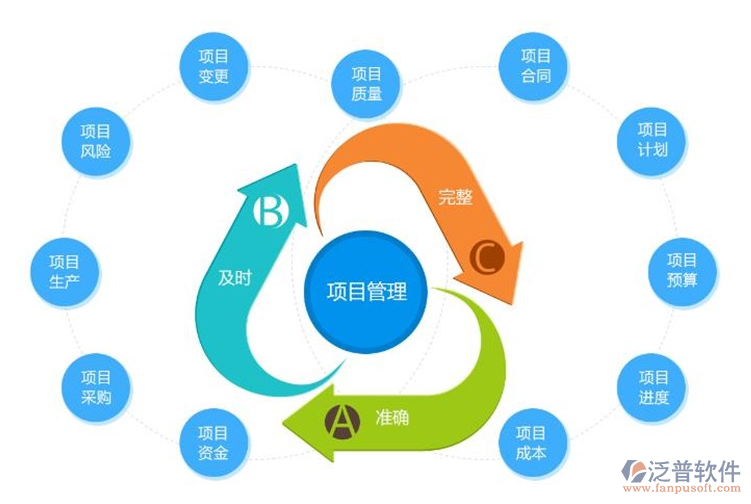 项目
变更
项目
质量
项目
合同
项目
风险
项目
计划
完整
B
C
及时
项目
生产
项目管理
项目
预算
项目
采购
项目
进度
A
准确
项目
资金
项目
成本
泛普软件
www.fanpusoft.com